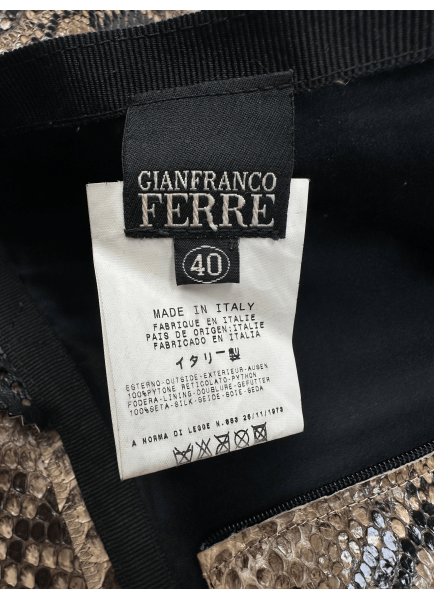 GIANFRANCO
FERRE
40
MADE IN ITALY
FABRIQUE EN ITALIE
PAIS DE ORIGEN:ITALIE
FABRICADO EN ITALIA
イタリー製
ESTERNO-OUTSIDE-EXTERIEUR-AUSEN
100%PYTONE RETICOLATO-PYTHON
FODERA-LINING-DOUBLURE-GEFUTTER
100%SETA-SILK-SEIDE-SOIE-SEDA
A NORMA DI LEGGE N.883 26/11/1973